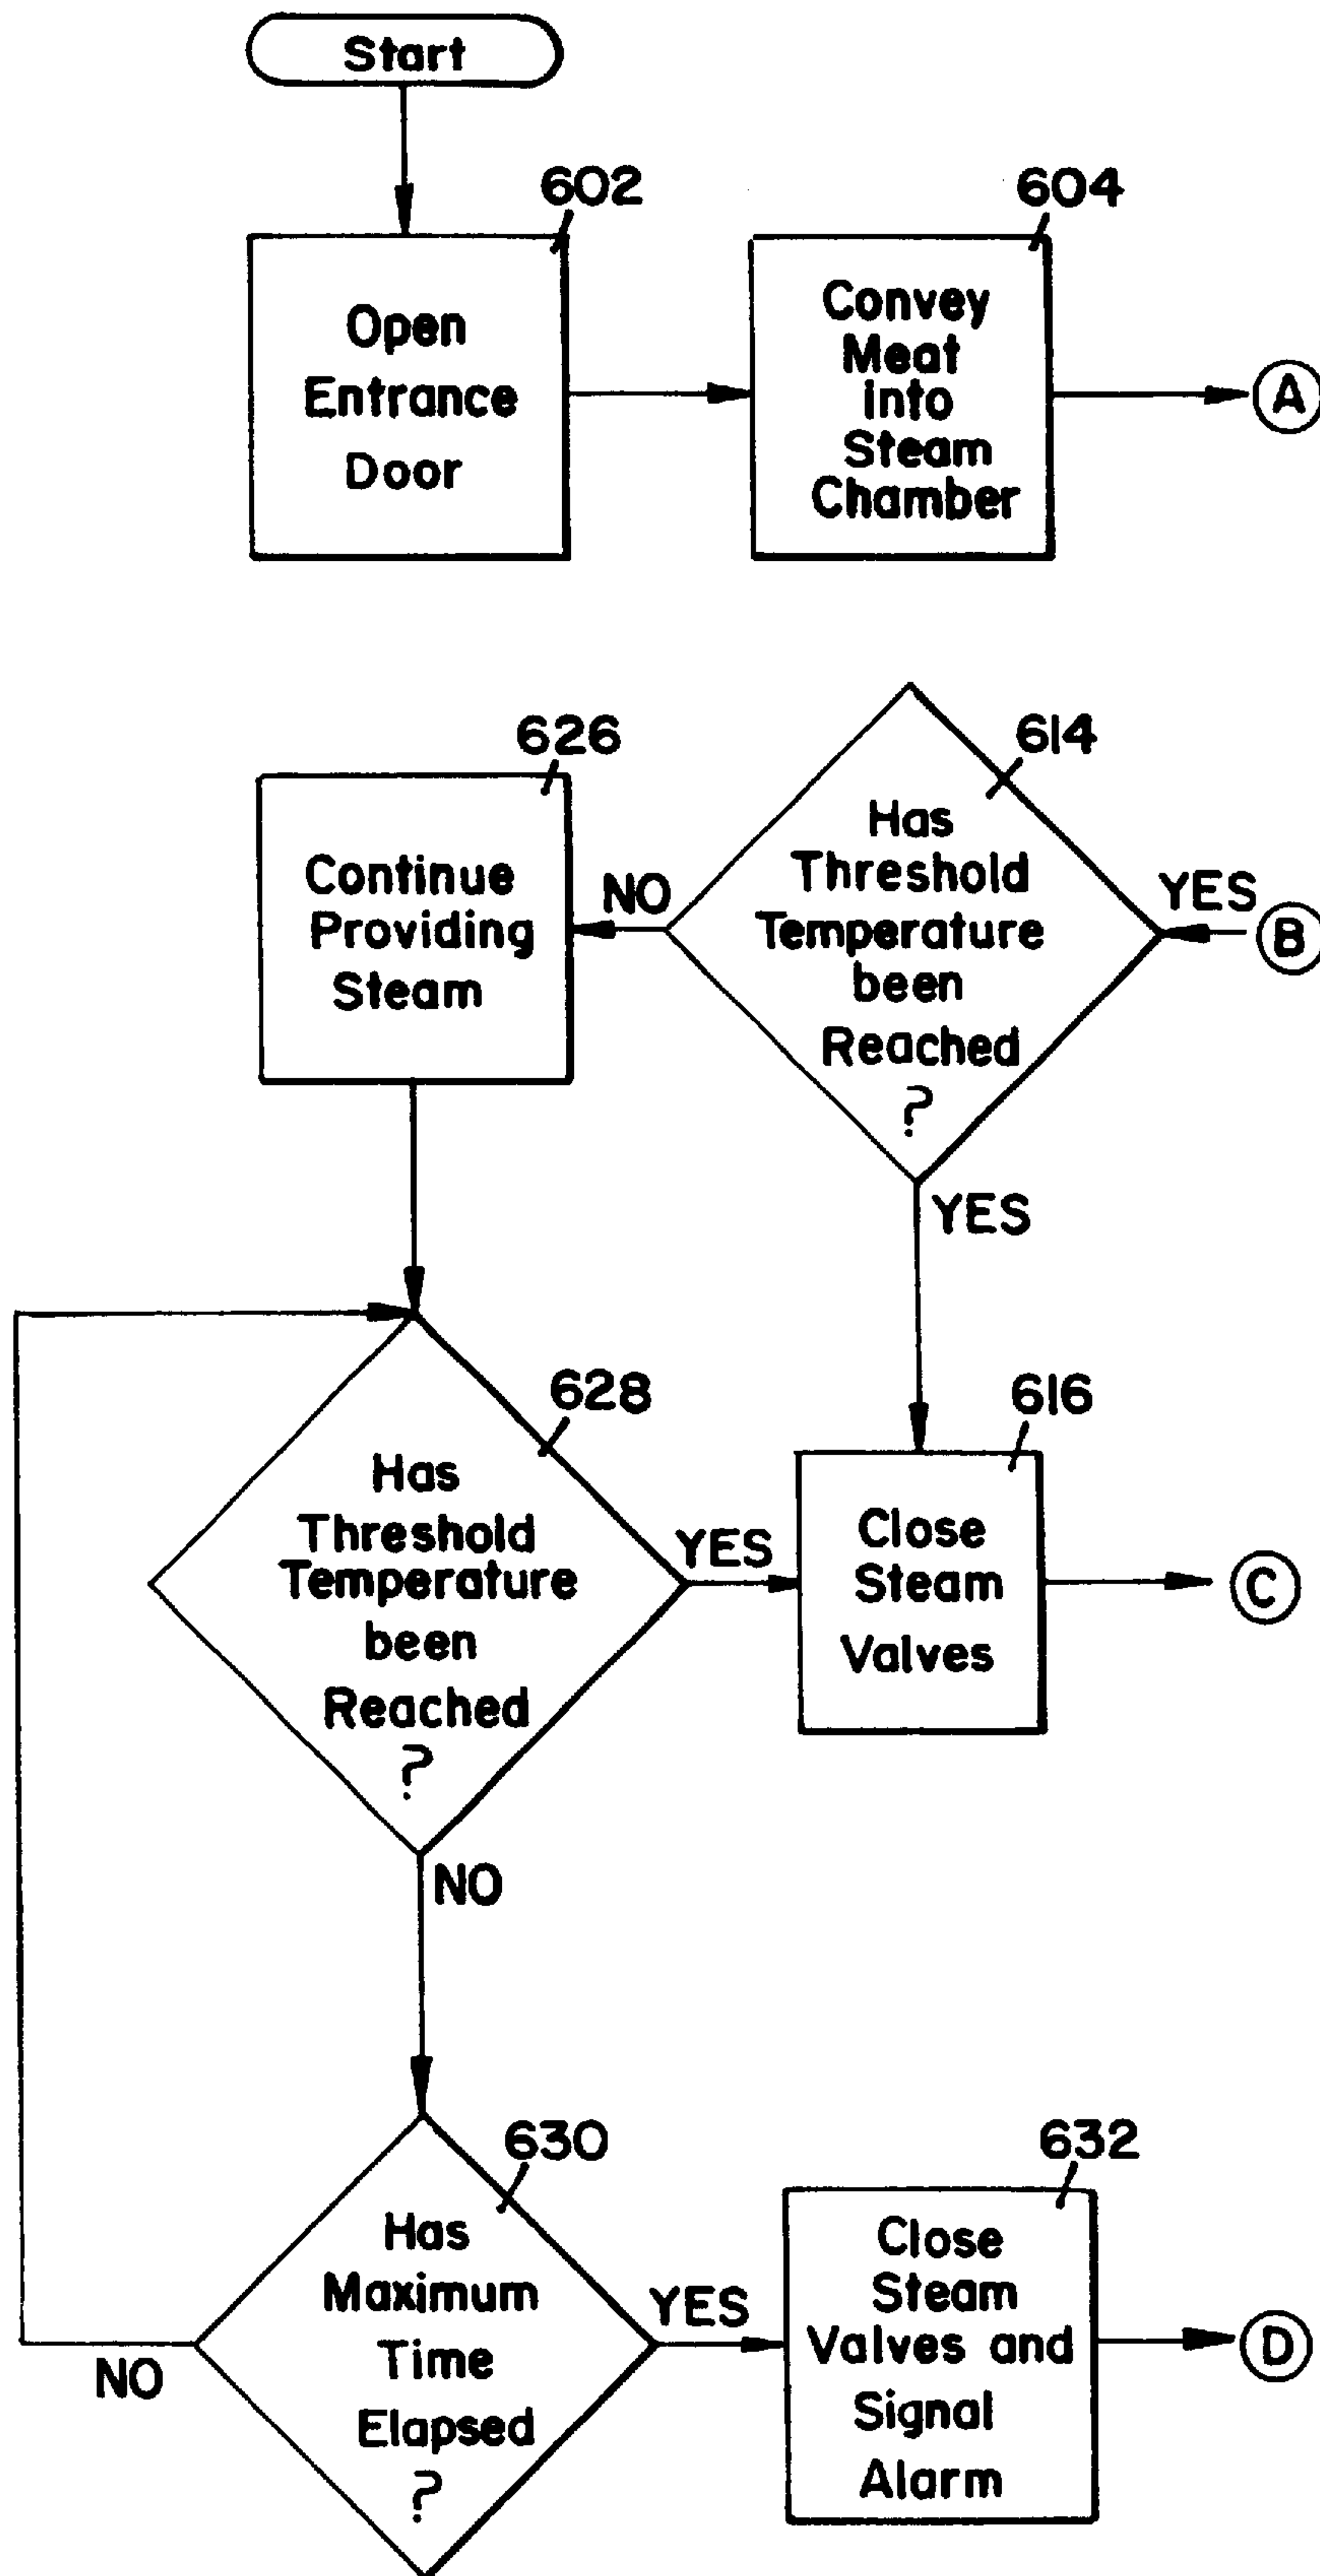 Start
602
Open
Entrance
Door
604
Convey
Meat
into
Steam
Chamber
A
626
Continue
Providing
Steam
NO
614
Has
Threshold
Temperature
been
Reached
?
YES
B
YES
628
Has
Threshold
Temperature
been
Reached
?
YES
616
Close
Steam
Valves
C
NO
630
Has
Maximum
Time
Elapsed
?
NO
YES
632
Close
Steam
Valves and
Signal
Alarm
D